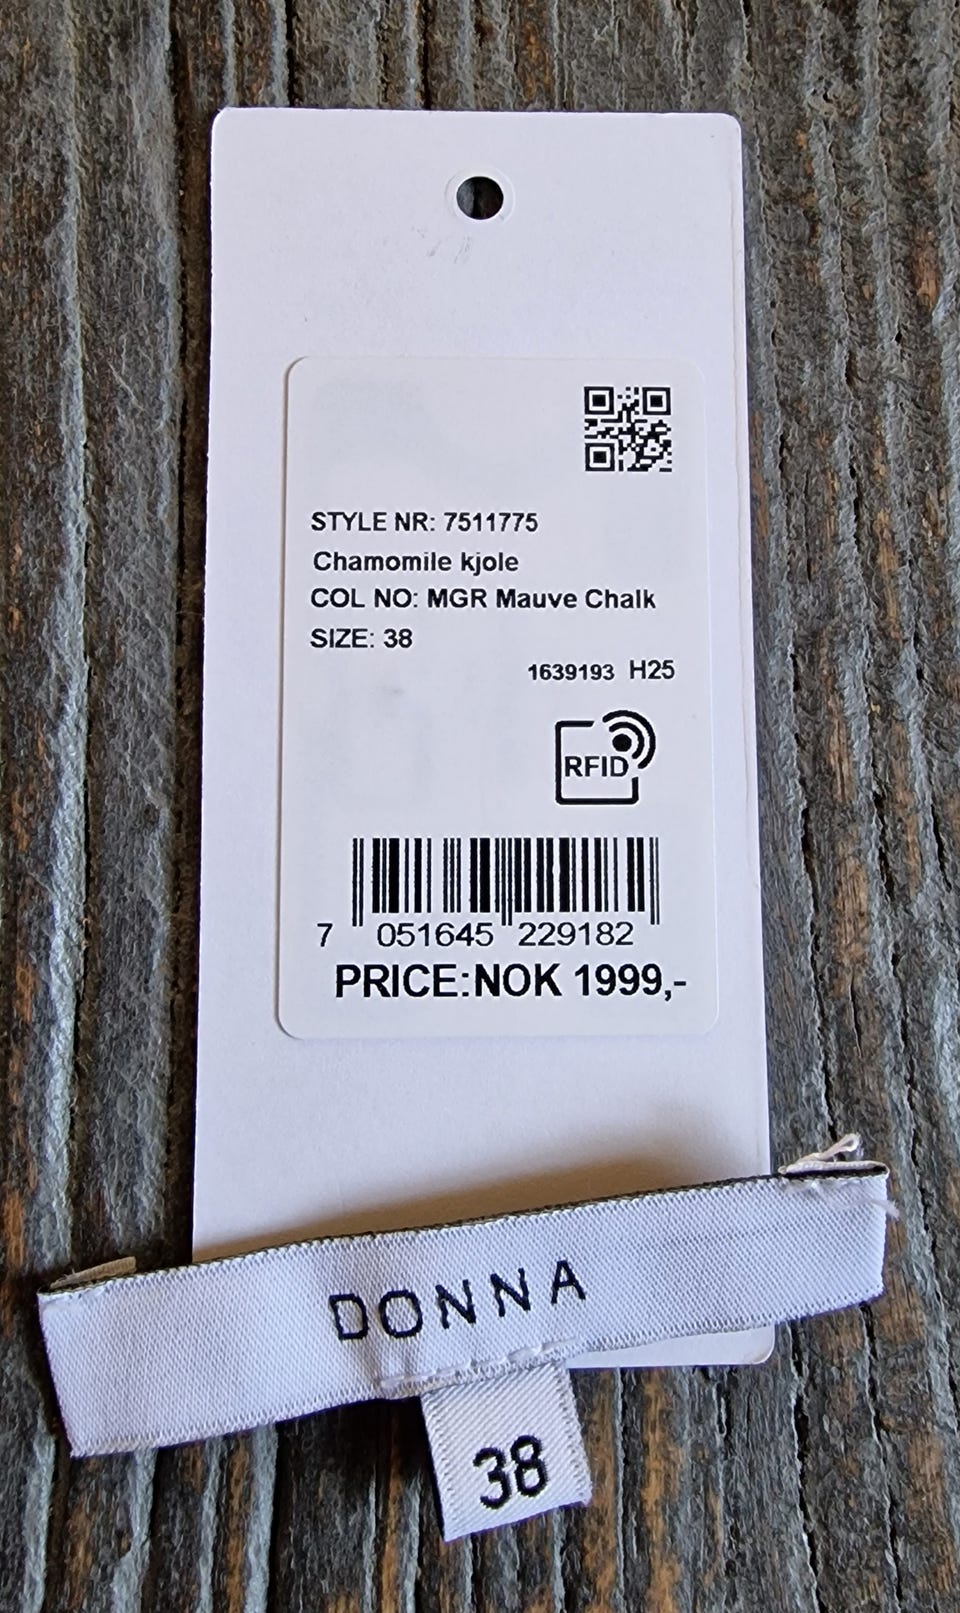 STYLE NR: 7511775
Chamomile kjole
COL NO: MGR Mauve Chalk
SIZE: 38
1639193 H25
RFID
7 051645 229182
PRICE:NOK 1999,-
DONNA
38